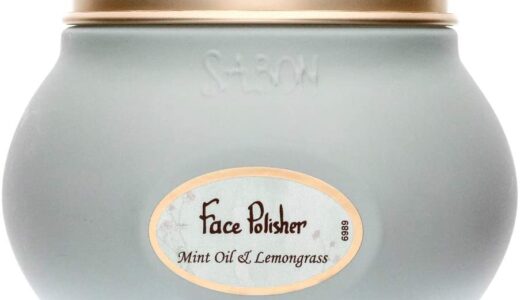 SABON
Face Polisher
Mint Oil & Lemongrass
6989